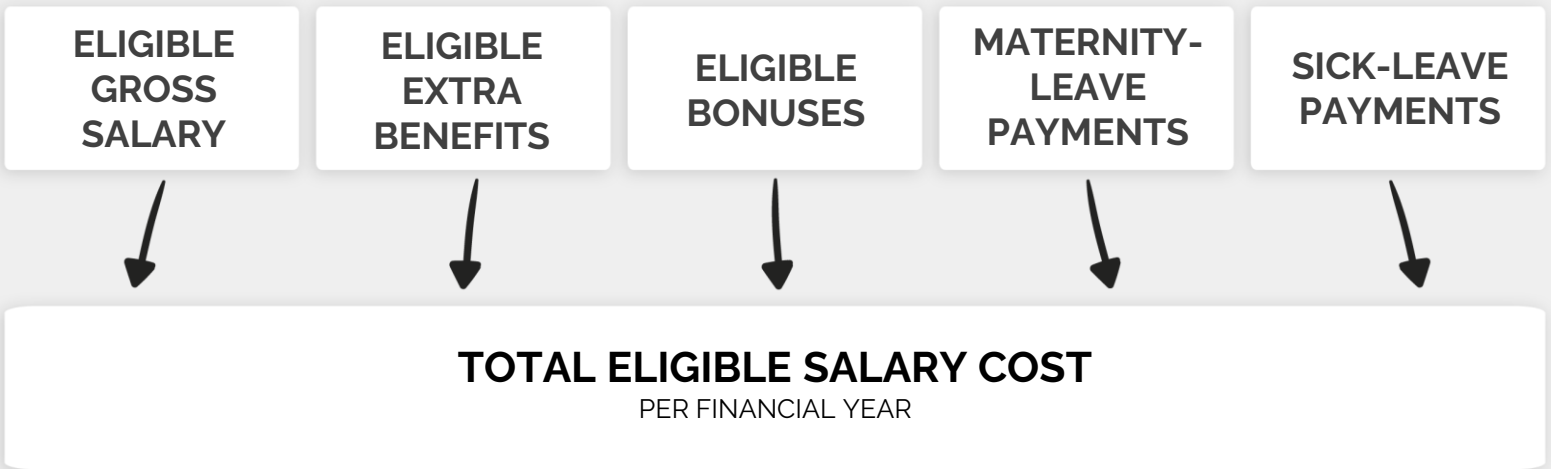 ELIGIBLE
GROSS
SALARY
ELIGIBLE
EXTRA
BENEFITS
ELIGIBLE
BONUSES
MATERNITY-
LEAVE
PAYMENTS
SICK-LEAVE
PAYMENTS
TOTAL ELIGIBLE SALARY COST
PER FINANCIAL YEAR